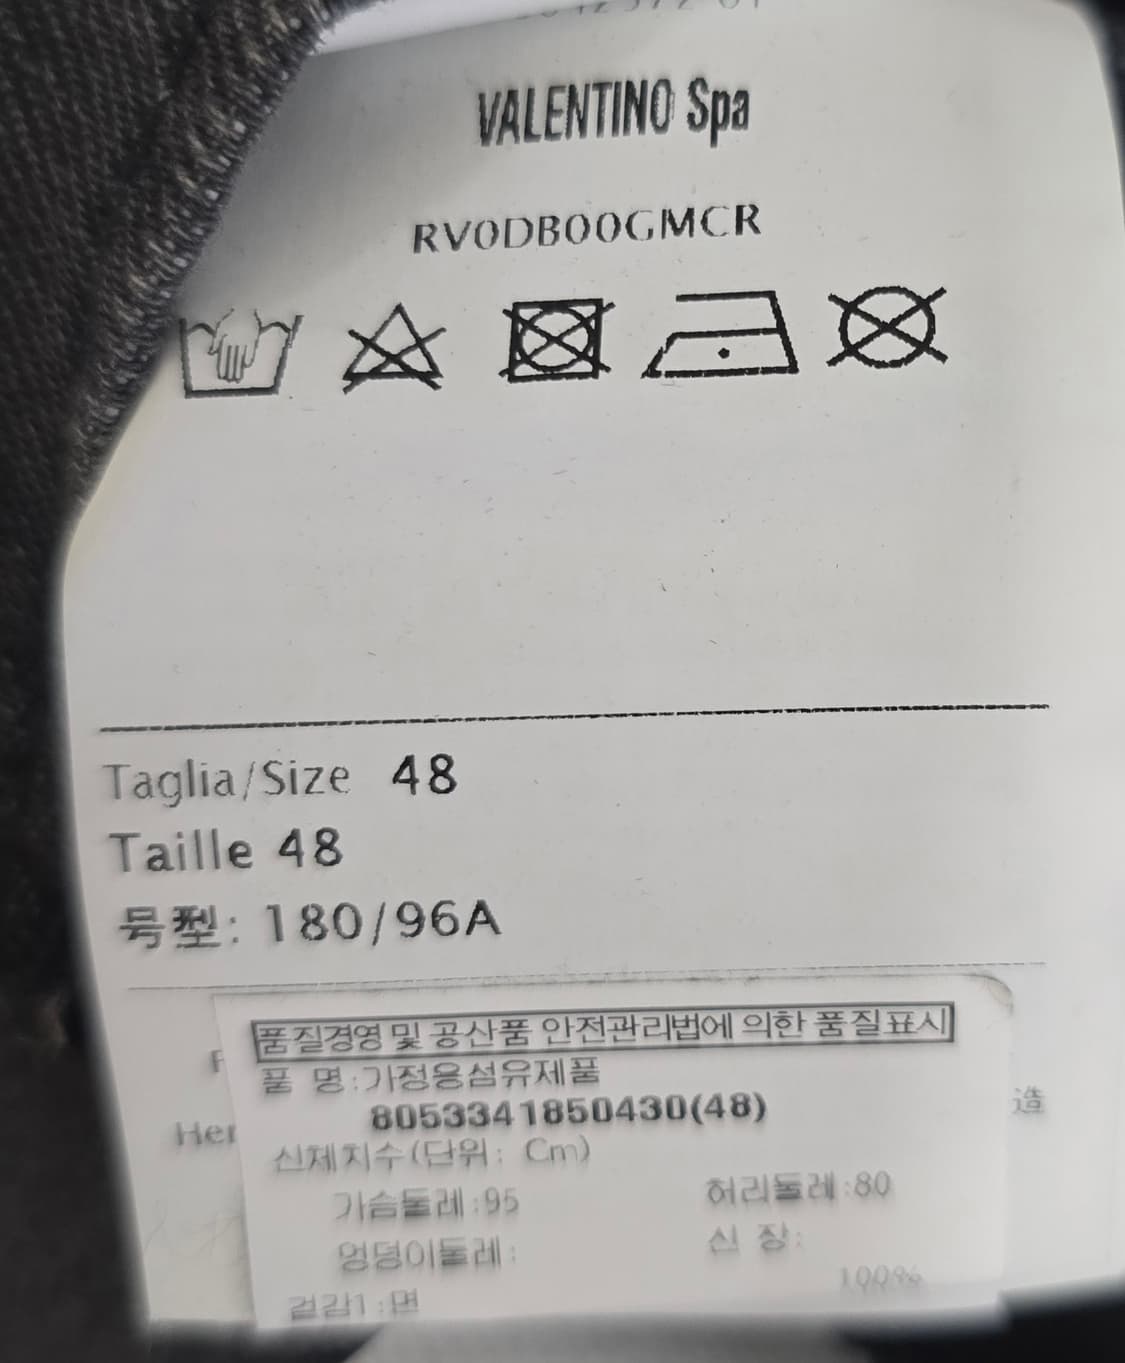 VALENTINO Spa
RV0DB00GMCR
Taglia/Size 48
Taille 48
号型: 180/96A
품질경영 및 공산품 안전관리법에 의한 품질표시
품 명:가정용섬유제품
8053341850430(48)
造
Her
신체치수(단위: Cm)
가슴둘레:95 허리둘레:80
엉덩이둘레: 신 장:
겉감1:면 100%